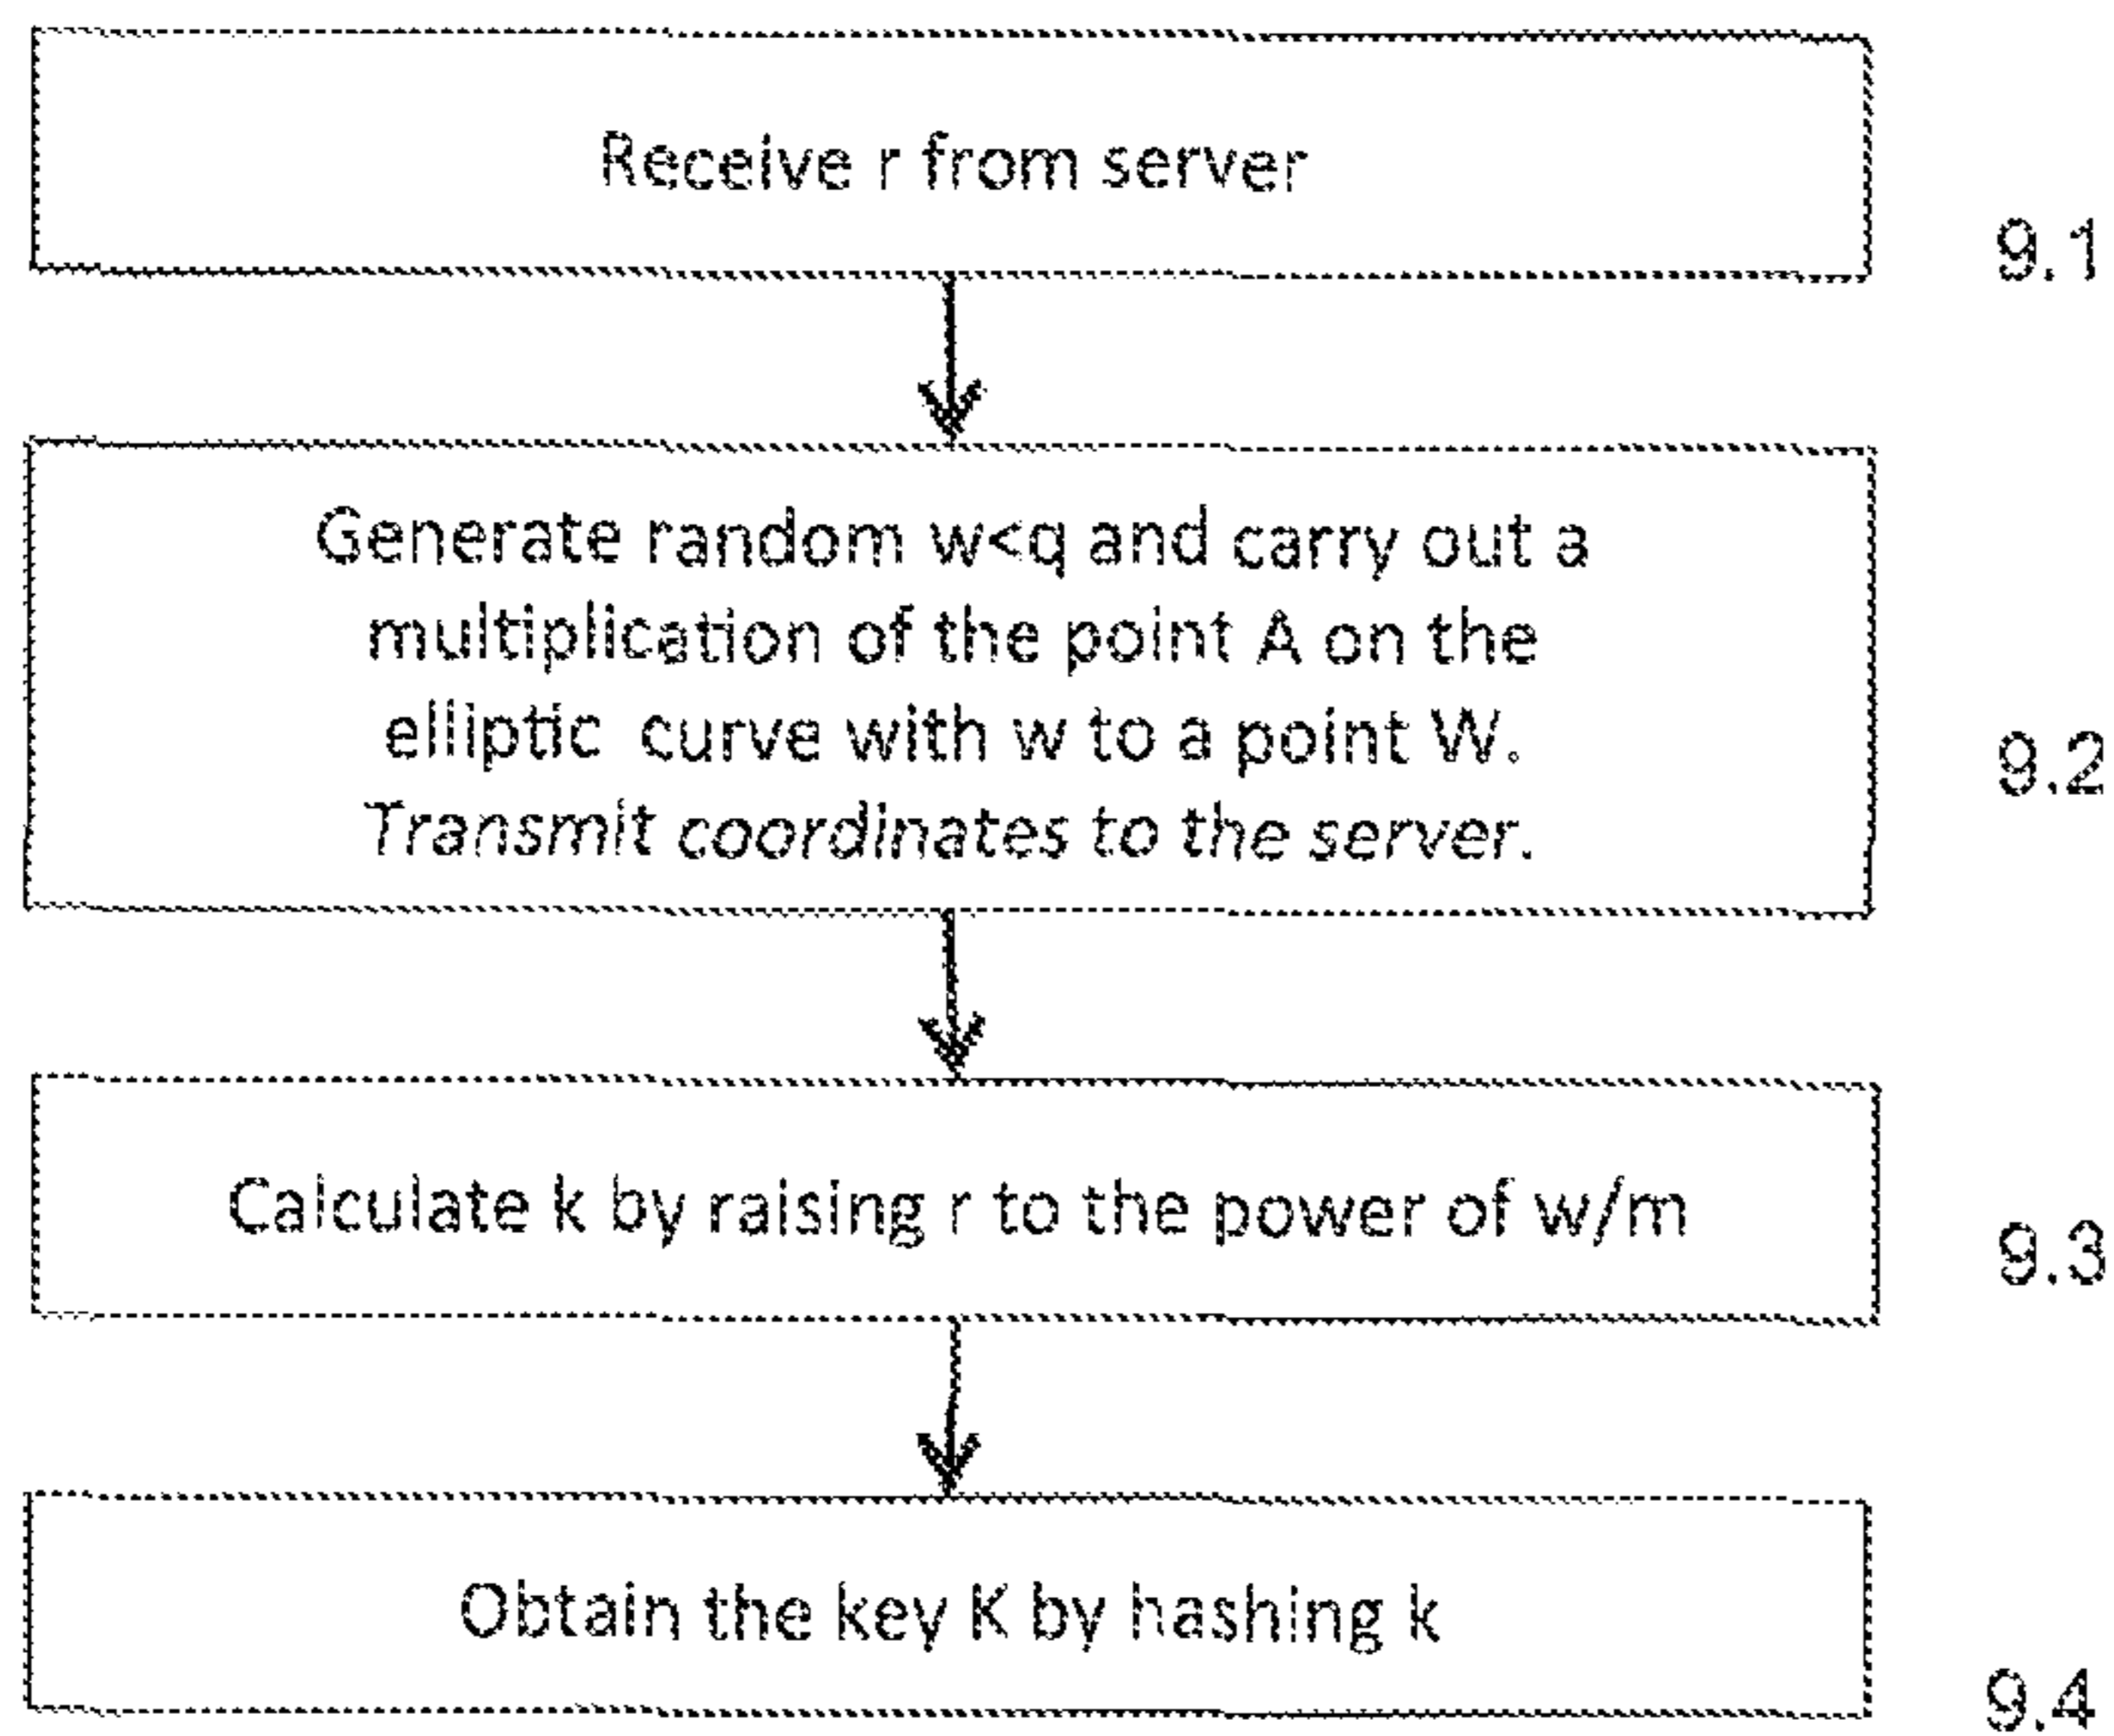 Receive r from server
9.1
Generate random w<q and carry out a
multiplication of the point A on the
elliptic curve with w to a point W.
Transmit coordinates to the server.
9.2
Calculate k by raising r to the power of w/m
9.3
Obtain the key K by hashing k
9.4